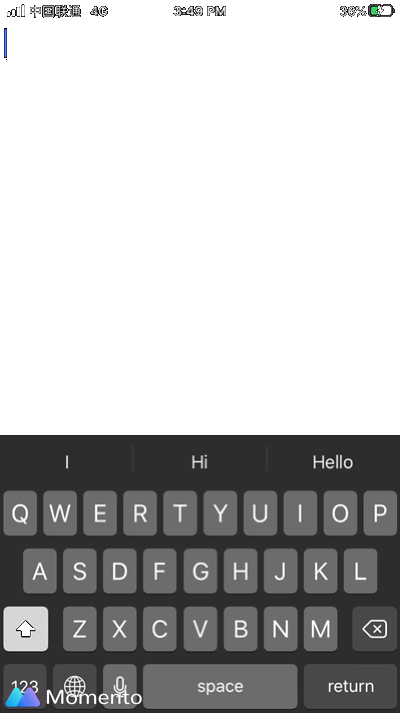 中国联通 4G 3:49 PM 36%
I Hi Hello
Q W E R T Y U I O P
A S D F G H J K L
Z X C V B N M
123 space return
Momento